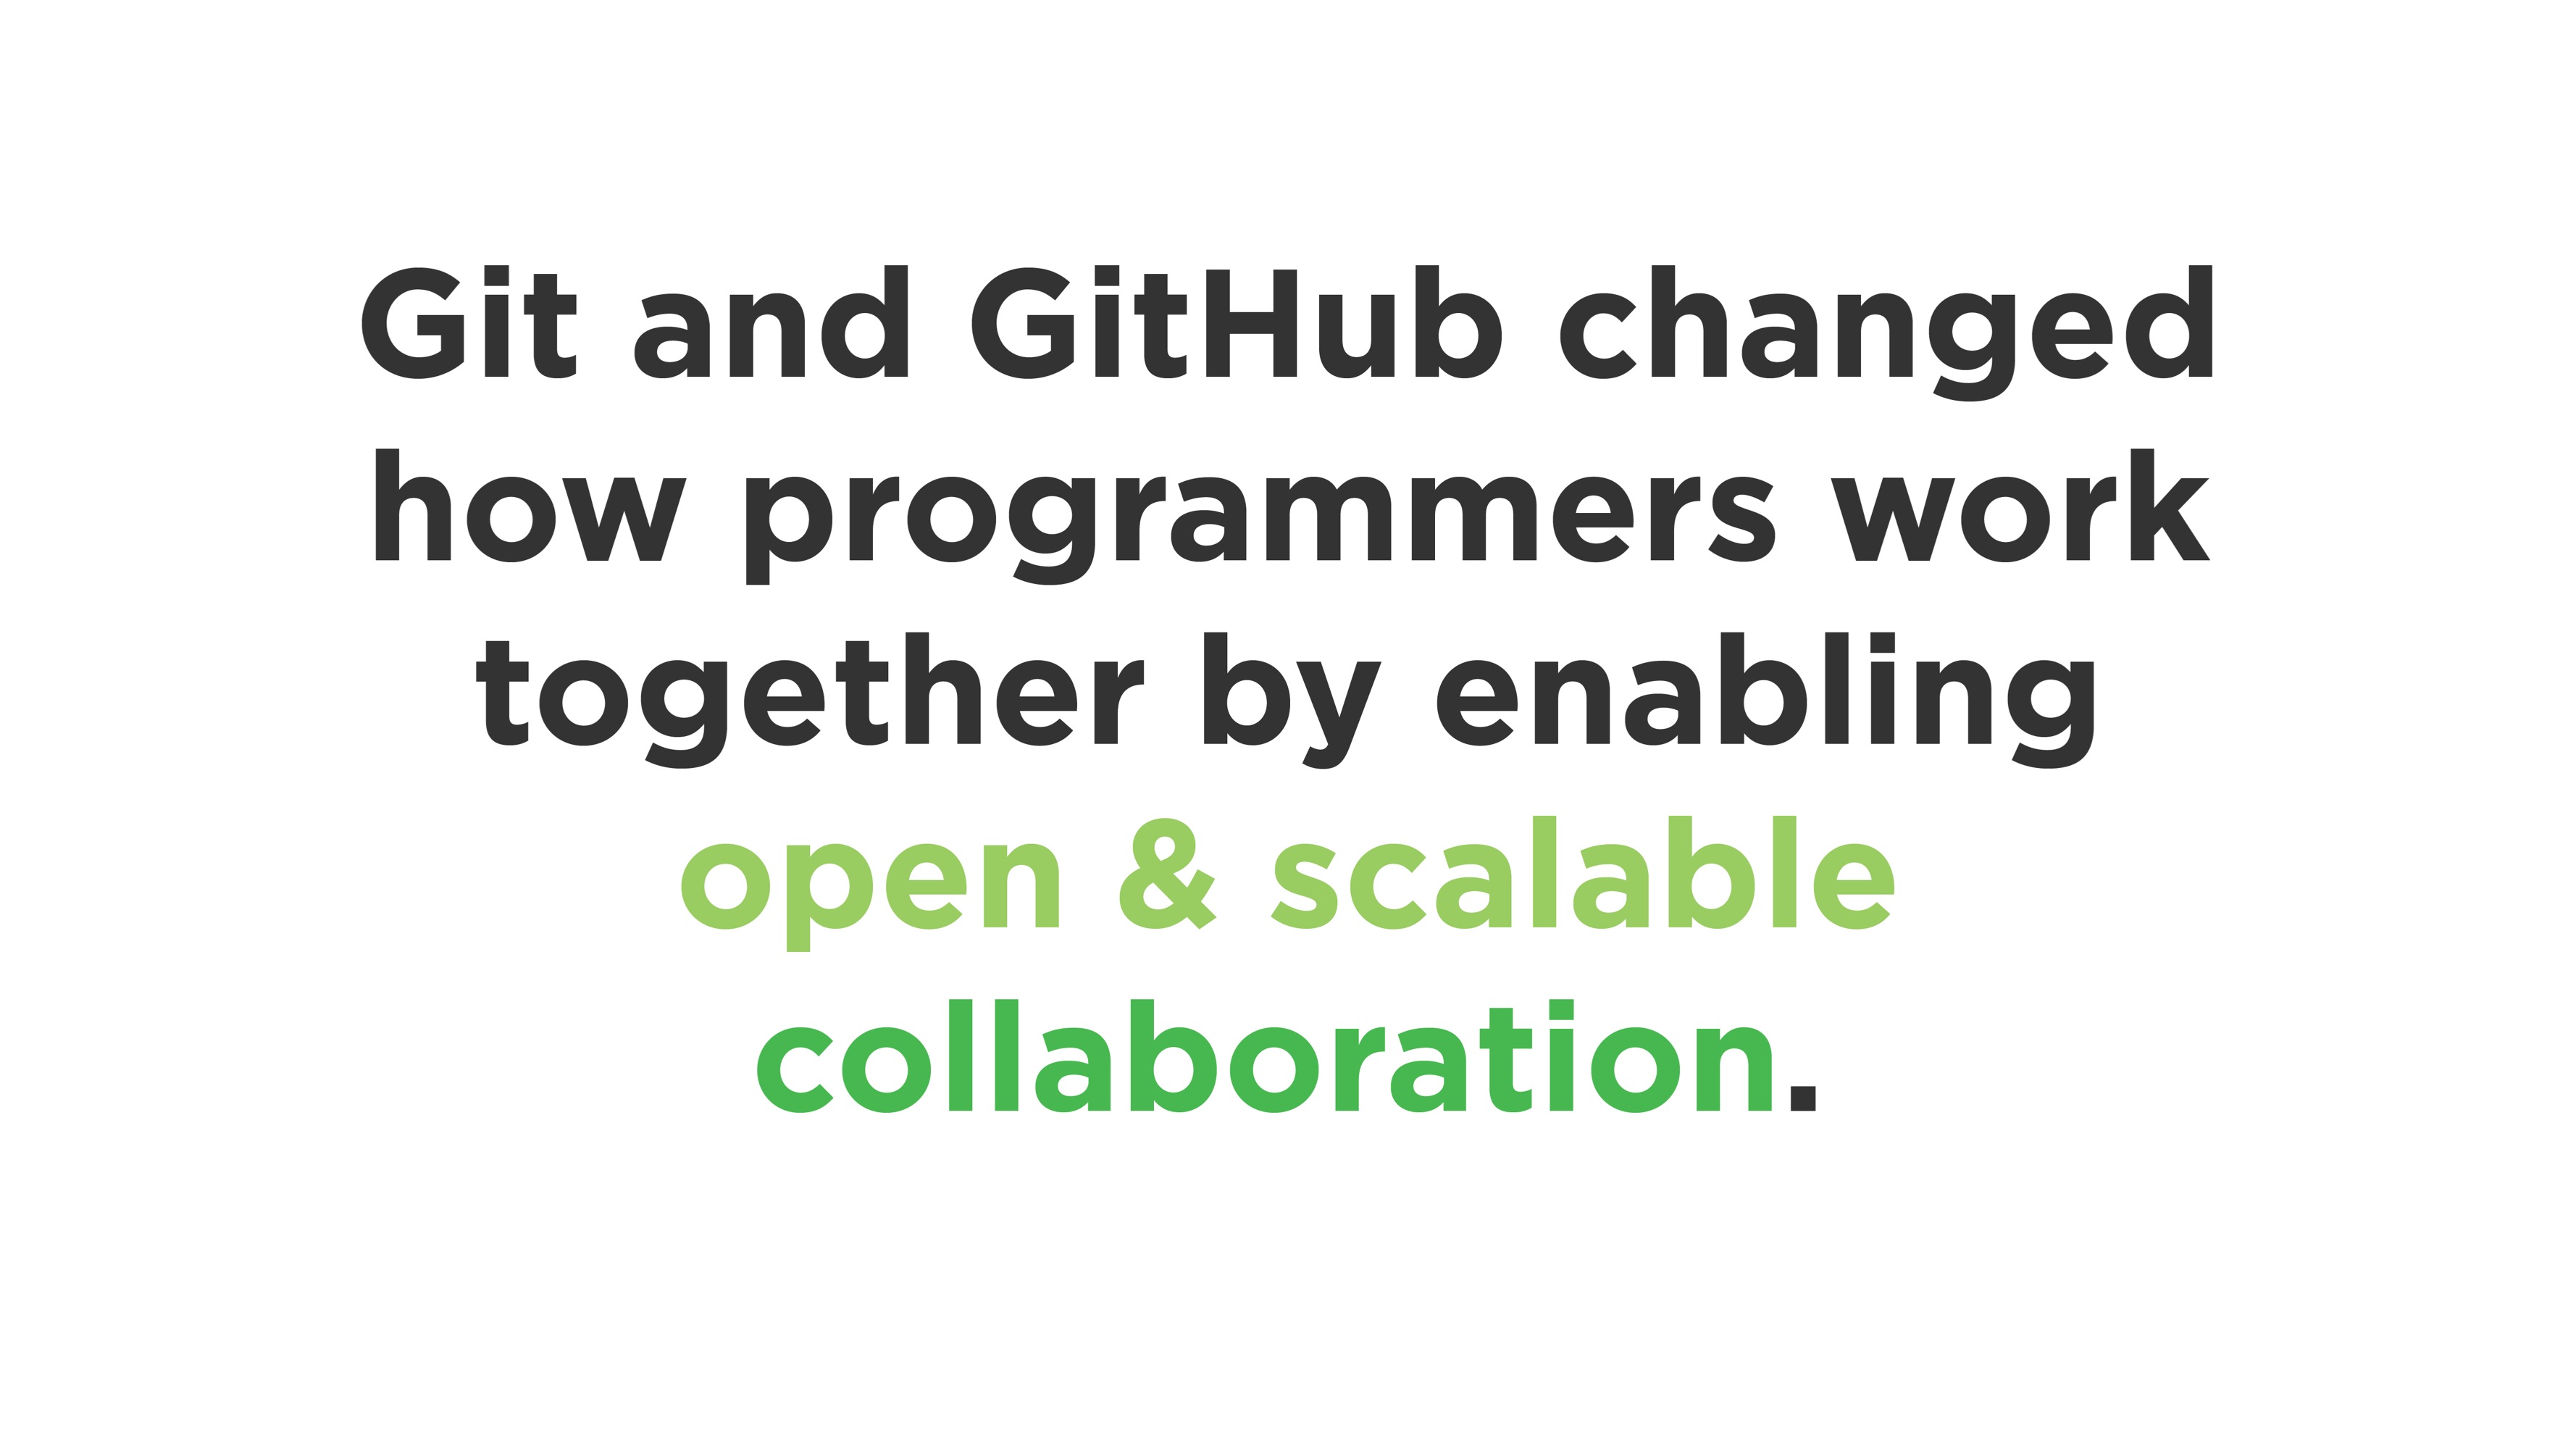 Git and GitHub changed
how programmers work
together by enabling
open & scalable
collaboration.